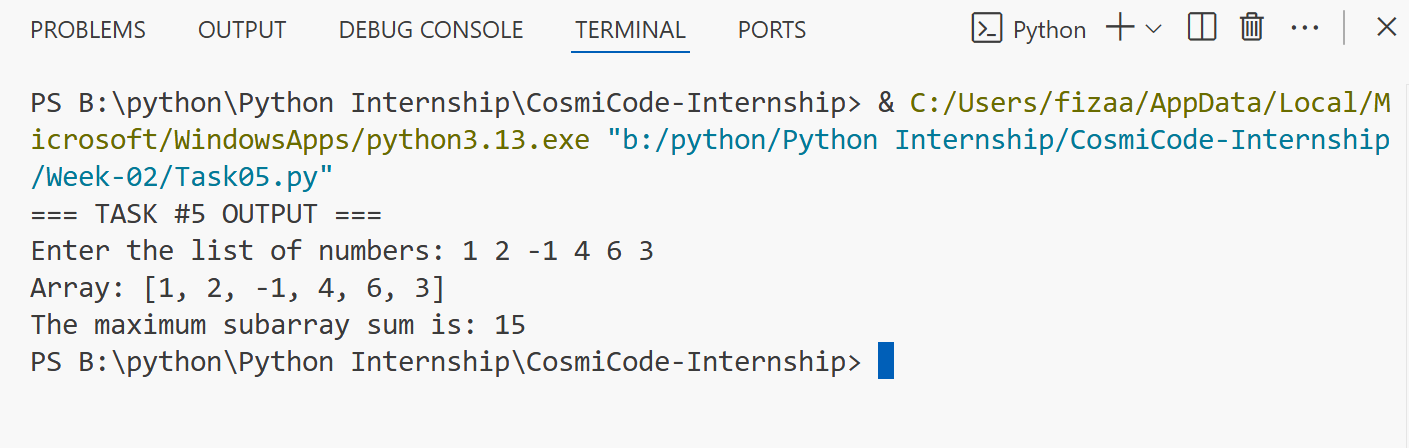 PROBLEMS OUTPUT DEBUG CONSOLE TERMINAL PORTS Python
PS B:\python\Python Internship\CosmiCode-Internship> & C:/Users/fizaa/AppData/Local/M
icrosoft/WindowsApps/python3.13.exe "b:/python/Python Internship/CosmiCode-Internship
/Week-02/Task05.py"
=== TASK #5 OUTPUT ===
Enter the list of numbers: 1 2 -1 4 6 3
Array: [1, 2, -1, 4, 6, 3]
The maximum subarray sum is: 15
PS B:\python\Python Internship\CosmiCode-Internship>